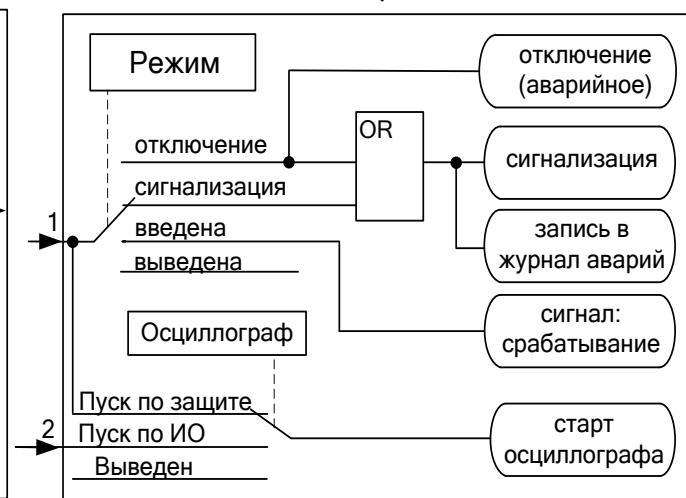 Режим
отключение
(аварийное)
отключение
OR
сигнализация
сигнализация
1
введена
запись в
журнал аварий
выведена
Осциллограф
сигнал:
срабатывание
Пуск по защите
2
Пуск по ИО
старт
осциллографа
Выведен